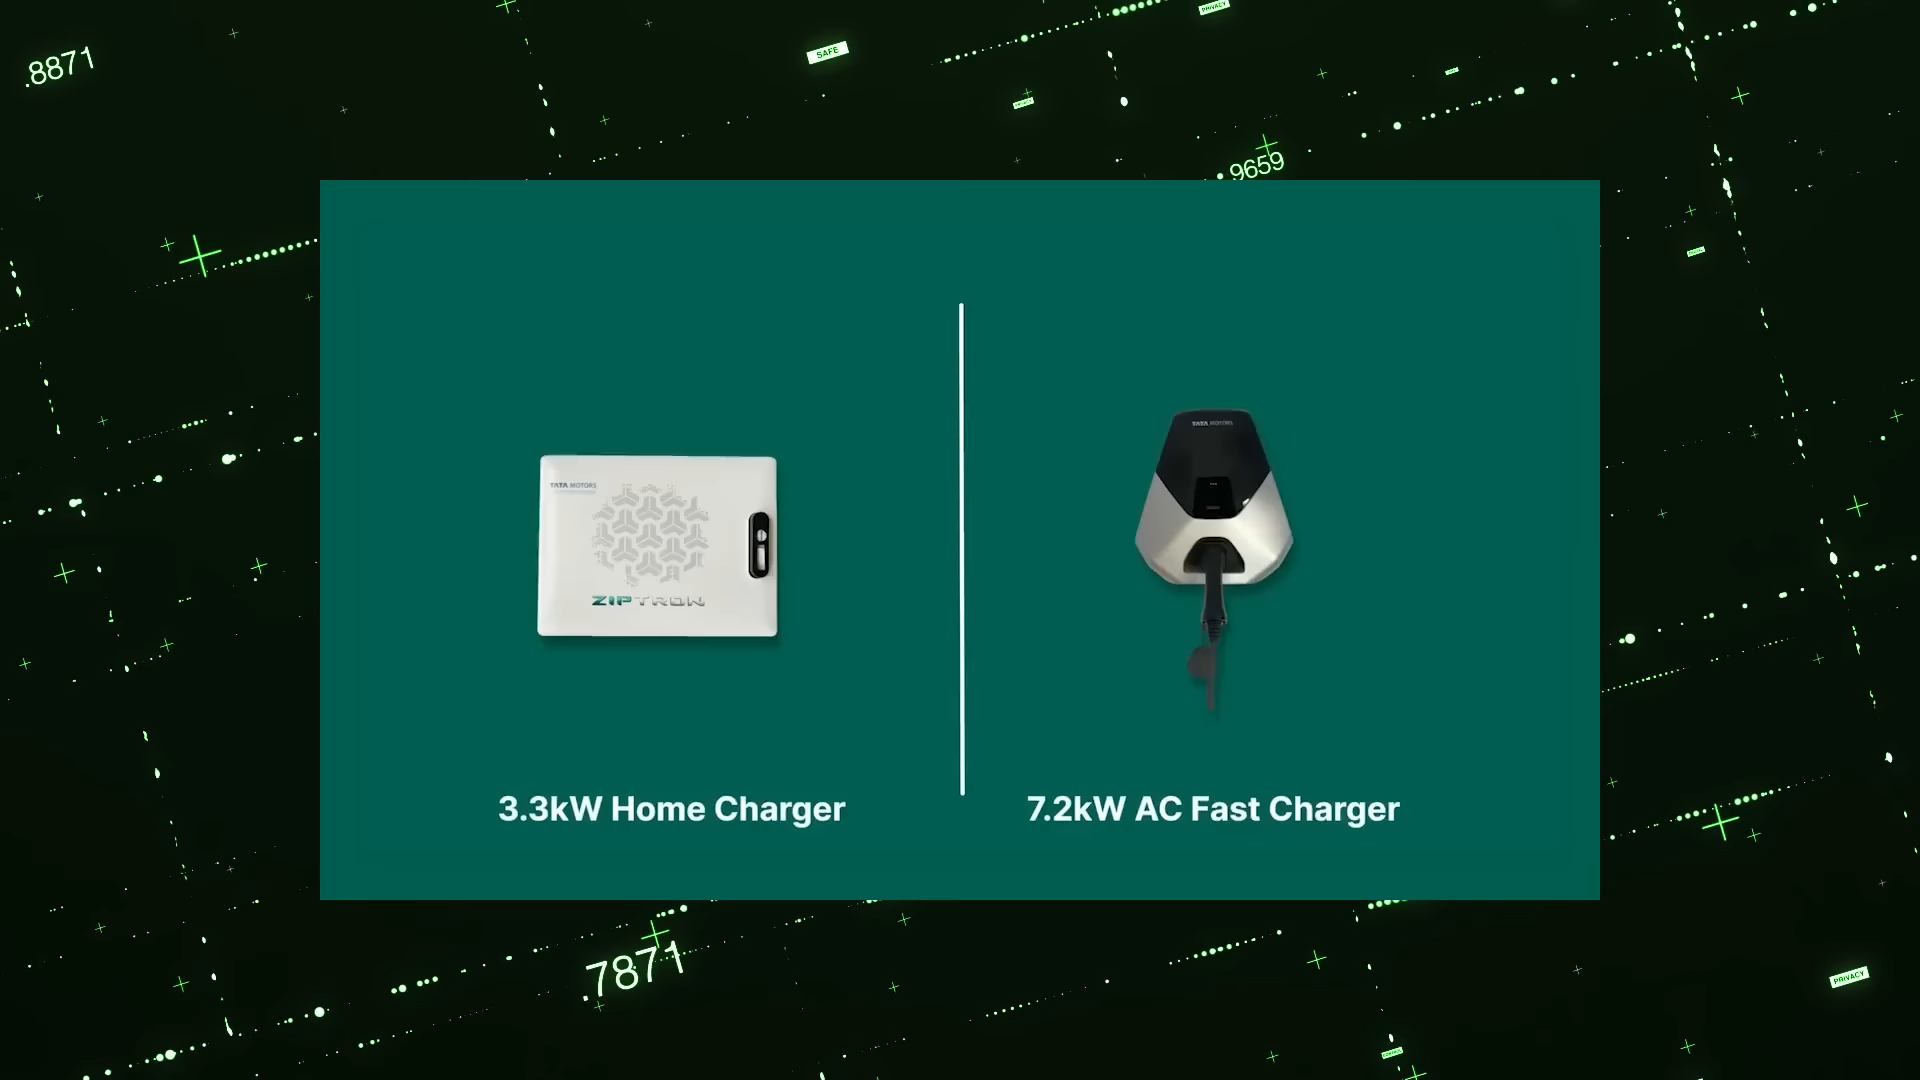 .8871
SAFE
PRIVACY
9659
TATA MOTORS
ZIPTRON
TATA MOTORS
3.3kW Home Charger
7.2kW AC Fast Charger
.7871
PRIVACY